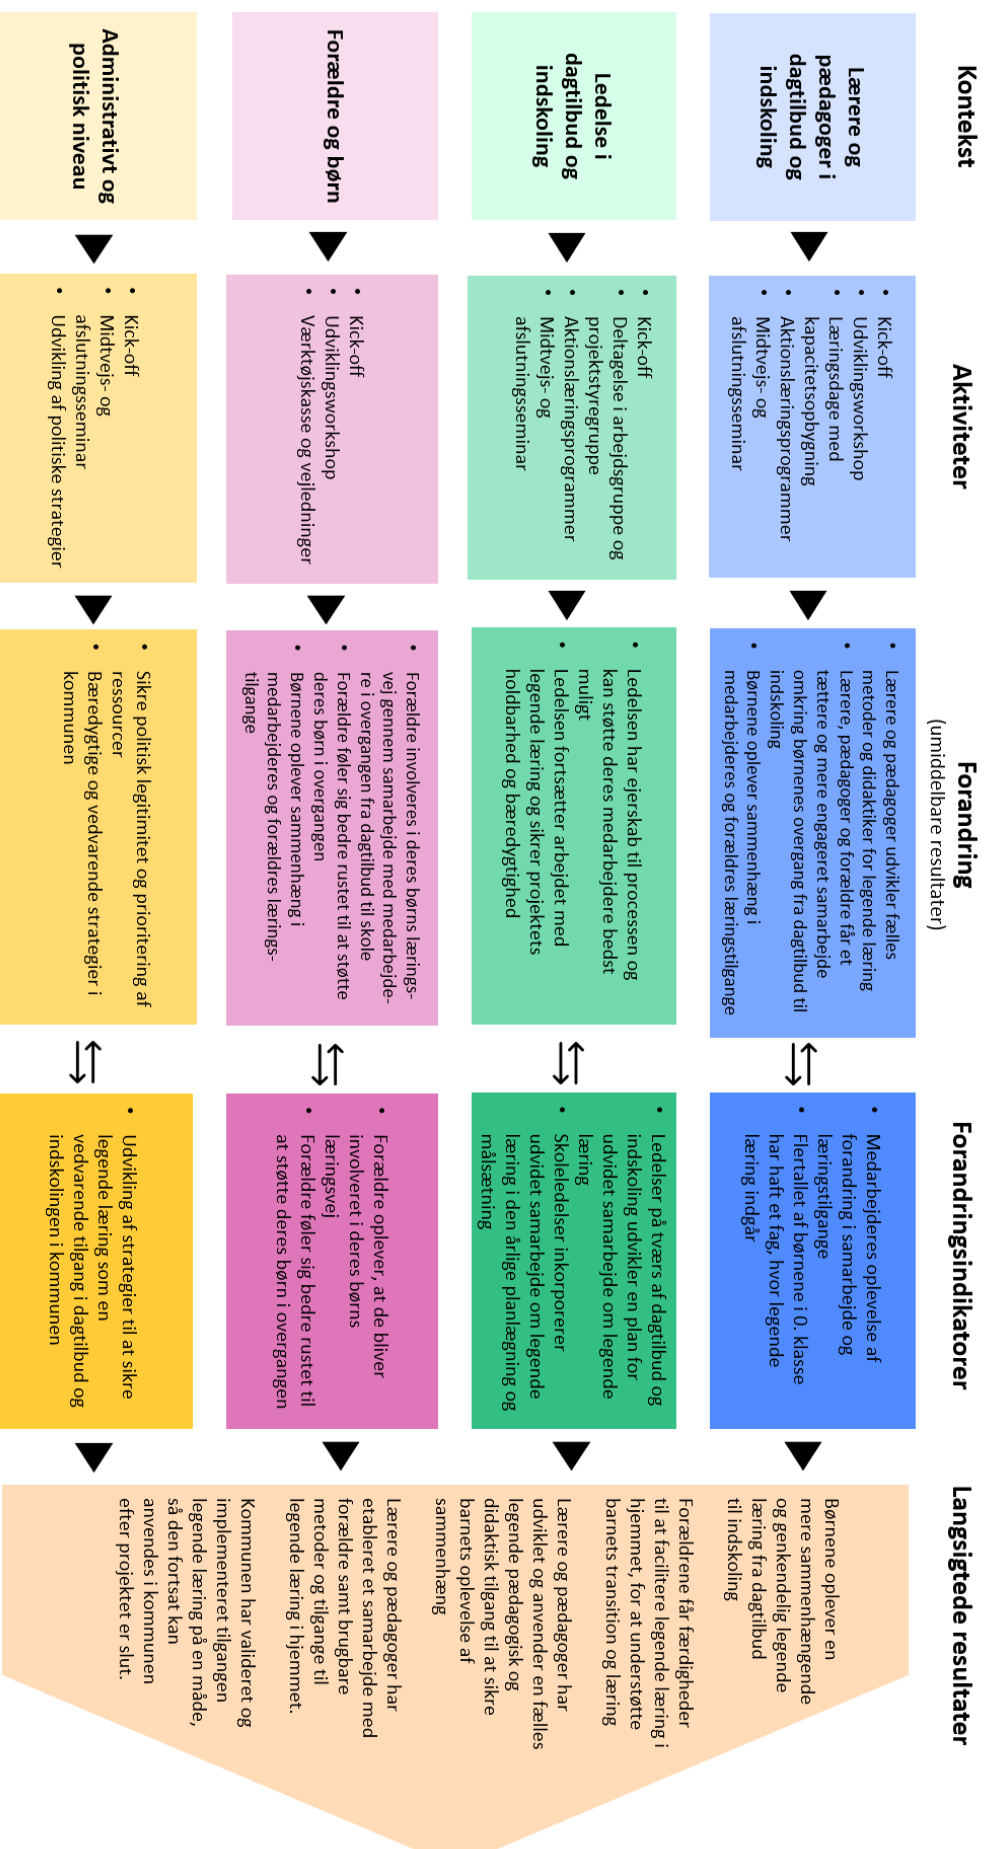 Kontekst
Aktiviteter
Forandring
(umiddelbare resultater)
Forandringsindikatorer
Langsigtede resultater
Lærere og
pædagoger i
dagtilbud og
indskoling
• Kick-off
• Udviklingsworkshop
• Læringsdage med
kapacitetsopbygning
• Aktionslæringsprogrammer
• Midtvejs- og
afslutningsseminar
• Lærere og pædagoger udvikler fælles
metoder og didaktiker for legende læring
• Lærere, pædagoger og forældre får et
tættere og mere engageret samarbejde
omkring børnenes overgang fra dagtilbud til
indskoling
• Børnene oplever sammenhæng i
medarbejderes og forældres læringstilgange
• Medarbejderes oplevelse af
forandring i samarbejde og
læringstilgange
• Flertallet af børnene i 0. klasse
har haft et fag, hvor legende
læring indgår
Ledelse i
dagtilbud og
indskoling
• Kick-off
• Deltagelse i arbejdsgruppe og
projektstyregruppe
• Aktionslæringsprogrammer
• Midtvejs- og
afslutningsseminar
• Ledelsen har ejerskab til processen og
kan støtte deres medarbejdere bedst
muligt
• Ledelsen fortsætter arbejdet med
legende læring og sikrer projektets
holdbarhed og bæredygtighed
• Ledelser på tværs af dagtilbud og
indskoling udvikler en plan for
udvidet samarbejde om legende
læring
• Skoleledelser inkorporerer
udvidet samarbejde om legende
læring i den årlige planlægning og
målsætning
Forældre og børn
• Kick-off
• Udviklingsworkshop
• Værktøjskasse og vejledninger
• Forældre involveres i deres børns lærings-
vej gennem samarbejde med medarbejde-
re i overgangen fra dagtilbud til skole
• Forældre føler sig bedre rustet til at støtte
deres børn i overgangen
• Børnene oplever sammenhæng i
medarbejderes og forældres lærings-
tilgange
• Forældre oplever, at de bliver
involveret i deres børns
læringsvej
• Forældre føler sig bedre rustet til
at støtte deres børn i overgangen
Administrativt og
politisk niveau
• Kick-off
• Midtvejs- og
afslutningsseminar
• Udvikling af politiske strategier
• Sikre politisk legitimitet og prioritering af
ressourcer
• Bæredygtige og vedvarende strategier i
kommunen
• Udvikling af strategier til at sikre
legende læring som en
vedvarende tilgang i dagtilbud og
indskolingen i kommunen
Børnene oplever en
mere sammenhængende
og genkendelig legende
læring fra dagtilbud
til indskoling
Forældrene får færdigheder
til at facilitere legende læring i
hjemmet, for at understøtte
barnets transition og læring
Lærere og pædagoger har
udviklet og anvender en fælles
legende pædagogisk og
didaktisk tilgang til at sikre
barnets oplevelse af
sammenhæng
Lærere og pædagoger har
etableret et samarbejde med
forældre samt brugbare
metoder og tilgange til
legende læring i hjemmet.
Kommunen har valideret og
implementeret tilgangen
legende læring på en måde,
så den fortsat kan
anvendes i kommunen
efter projektet er slut.